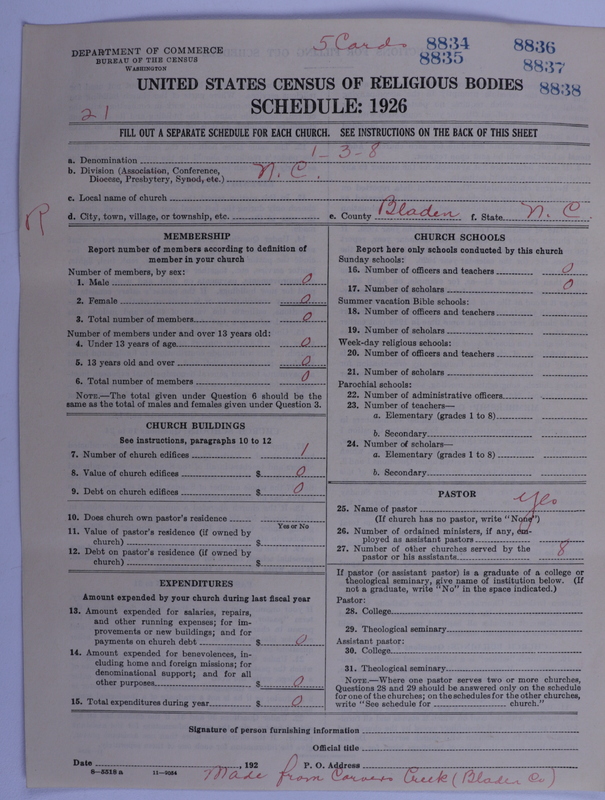 DEPARTMENT OF COMMERCE
BUREAU OF THE CENSUS
WASHINGTON
5 Cards
8834
8835
8836
8837
8838
UNITED STATES CENSUS OF RELIGIOUS BODIES
SCHEDULE: 1926
21
FILL OUT A SEPARATE SCHEDULE FOR EACH CHURCH. SEE INSTRUCTIONS ON THE BACK OF THIS SHEET
a. Denomination 1-3-8
b. Division (Association, Conference,
Diocese, Presbytery, Synod, etc.) N.C.
c. Local name of church
R
d. City, town, village, or township, etc. e. County Bladen f. State N.C.
MEMBERSHIP
Report number of members according to definition of
member in your church
Number of members, by sex:
1. Male 0
2. Female 0
3. Total number of members 0
Number of members under and over 13 years old:
4. Under 13 years of age 0
5. 13 years old and over 0
6. Total number of members 0
NOTE.—The total given under Question 6 should be the
same as the total of males and females given under Question 3.
CHURCH BUILDINGS
See instructions, paragraphs 10 to 12
7. Number of church edifices 1
8. Value of church edifices $ 0
9. Debt on church edifices $ 0
10. Does church own pastor's residence
Yes or No
11. Value of pastor's residence (if owned by
church) $
12. Debt on pastor's residence (if owned by
church) $
EXPENDITURES
Amount expended by your church during last fiscal year
13. Amount expended for salaries, repairs,
and other running expenses; for im-
provements or new buildings; and for
payments on church debt $ 0
14. Amount expended for benevolences, in-
cluding home and foreign missions; for
denominational support; and for all
other purposes $ 0
15. Total expenditures during year $ 0
CHURCH SCHOOLS
Report here only schools conducted by this church
Sunday schools:
16. Number of officers and teachers 0
17. Number of scholars 0
Summer vacation Bible schools:
18. Number of officers and teachers
19. Number of scholars
Week-day religious schools:
20. Number of officers and teachers
21. Number of scholars
Parochial schools:
22. Number of administrative officers
23. Number of teachers—
a. Elementary (grades 1 to 8)
b. Secondary
24. Number of scholars—
a. Elementary (grades 1 to 8)
b. Secondary
PASTOR
25. Name of pastor yes
(If church has no pastor, write "None")
26. Number of ordained ministers, if any, em-
ployed as assistant pastors
27. Number of other churches served by the
pastor or his assistants 8
If pastor (or assistant pastor) is a graduate of a college or
theological seminary, give name of institution below. (If
not a graduate, write "No" in the space indicated.)
Pastor:
28. College
29. Theological seminary
Assistant pastor:
30. College
31. Theological seminary
NOTE.—Where one pastor serves two or more churches,
Questions 28 and 29 should be answered only on the schedule
for one of the churches; on the schedules for the other churches,
write "See schedule for church."
Signature of person furnishing information
Official title
Date , 192 P. O. Address
8-5518 a 11-9034
Made from Carvers Creek (Bladen Co)